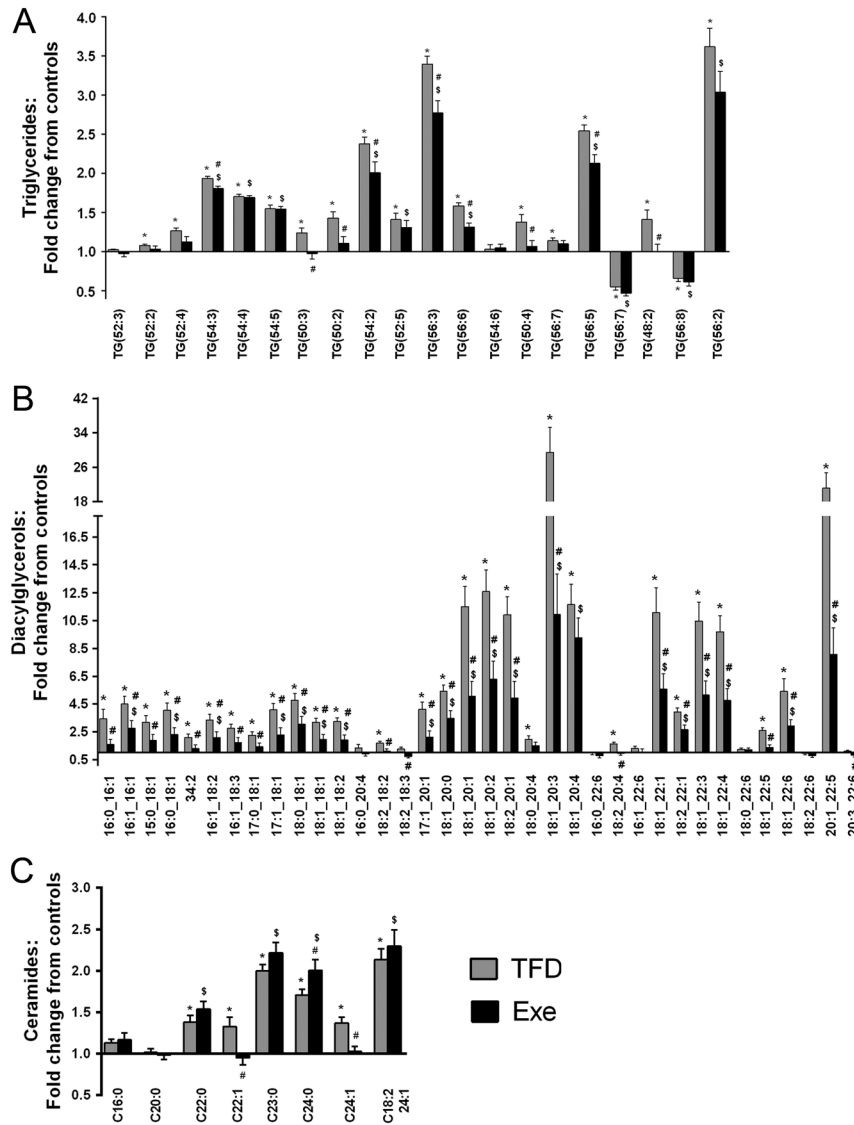 A
Triglycerides:
Fold change from controls
4.0
3.5
3.0
2.5
2.0
1.5
1.0
0.5
* * * # $ * $ * $ * # * # * # $ * $ * # $ * # $ * # * * # $ * $ * # * $ * $
TG(52:3)
TG(52:2)
TG(52:4)
TG(54:3)
TG(54:4)
TG(54:5)
TG(50:3)
TG(50:2)
TG(54:2)
TG(52:5)
TG(56:3)
TG(56:6)
TG(54:6)
TG(50:4)
TG(56:7)
TG(56:5)
TG(56:7)
TG(48:2)
TG(56:8)
TG(56:2)
B
Diacylglycerols:
Fold change from controls
42
34
26
18
16.5
14.5
12.5
10.5
8.5
6.5
4.5
2.5
0.5
* # * # $ * # * # $ * # * # $ * # * # * # $ * # $ * # $ * # $ * # # * # $ * # $ * # $ * # $ * # $ * * # $ * $ * # * # $ * # $ * # $ * # $ * # * # $ * # $ #
16:0_16:1
16:1_16:1
15:0_18:1
16:0_18:1
34:2
16:1_18:2
16:1_18:3
17:0_18:1
17:1_18:1
18:0_18:1
18:1_18:1
18:1_18:2
16:0_20:4
18:2_18:2
18:2_18:3
17:1_20:1
18:1_20:0
18:1_20:1
18:1_20:2
18:2_20:1
18:0_20:4
18:1_20:3
18:1_20:4
16:0_22:6
18:2_20:4
16:1_22:6
18:1_22:1
18:2_22:1
18:1_22:3
18:1_22:4
18:0_22:6
18:1_22:5
18:1_22:6
18:2_22:6
20:1_22:5
20:3_22:6
C
Ceramides:
Fold change from controls
3.0
2.5
2.0
1.5
1.0
0.5
* $ * # * $ * $ # * # * $
C16:0
C20:0
C22:0
C22:1
C23:0
C24:0
C24:1
C18:2
24:1
TFD
Exe